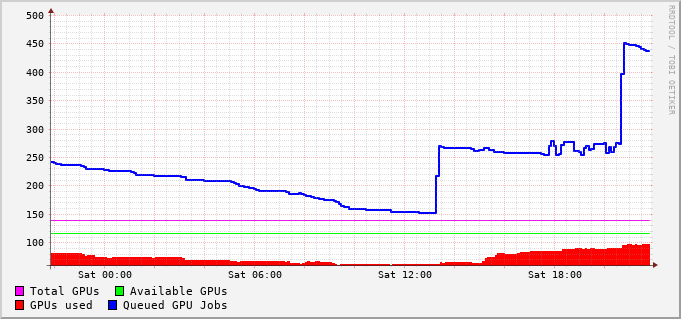 500
450
400
350
300
250
200
150
100
Sat 00:00 Sat 06:00 Sat 12:00 Sat 18:00
Total GPUs Available GPUs
GPUs used Queued GPU Jobs
RRDTOOL / TOBI OETIKER